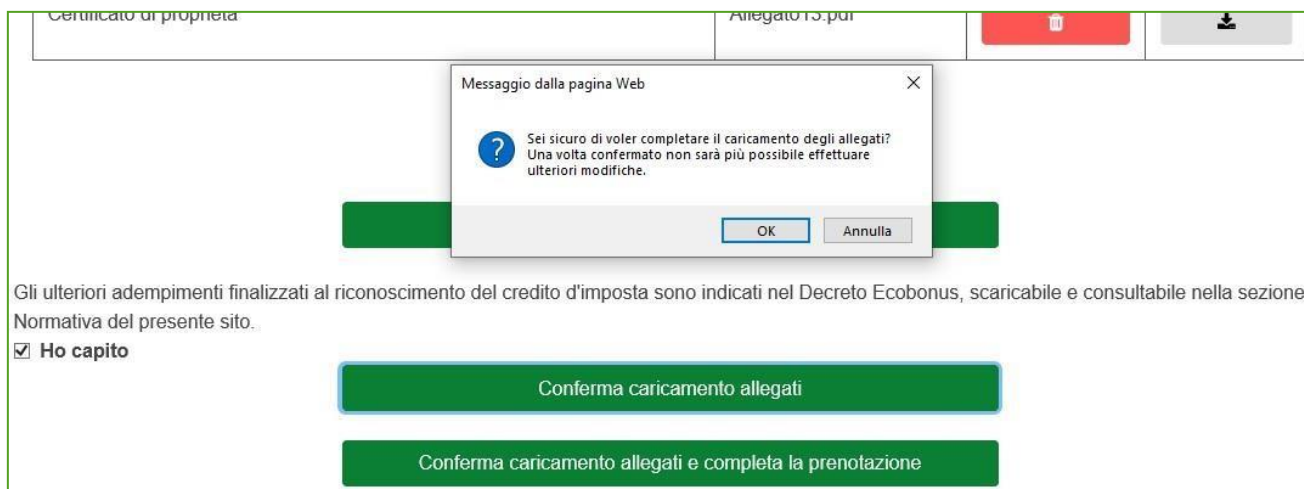 Certificato di proprietà
Allegato13.pdf
Messaggio dalla pagina Web
Sei sicuro di voler completare il caricamento degli allegati?
Una volta confermato non sarà più possibile effettuare
ulteriori modifiche.
OK
Annulla
Gli ulteriori adempimenti finalizzati al riconoscimento del credito d'imposta sono indicati nel Decreto Ecobonus, scaricabile e consultabile nella sezione
Normativa del presente sito.
Ho capito
Conferma caricamento allegati
Conferma caricamento allegati e completa la prenotazione